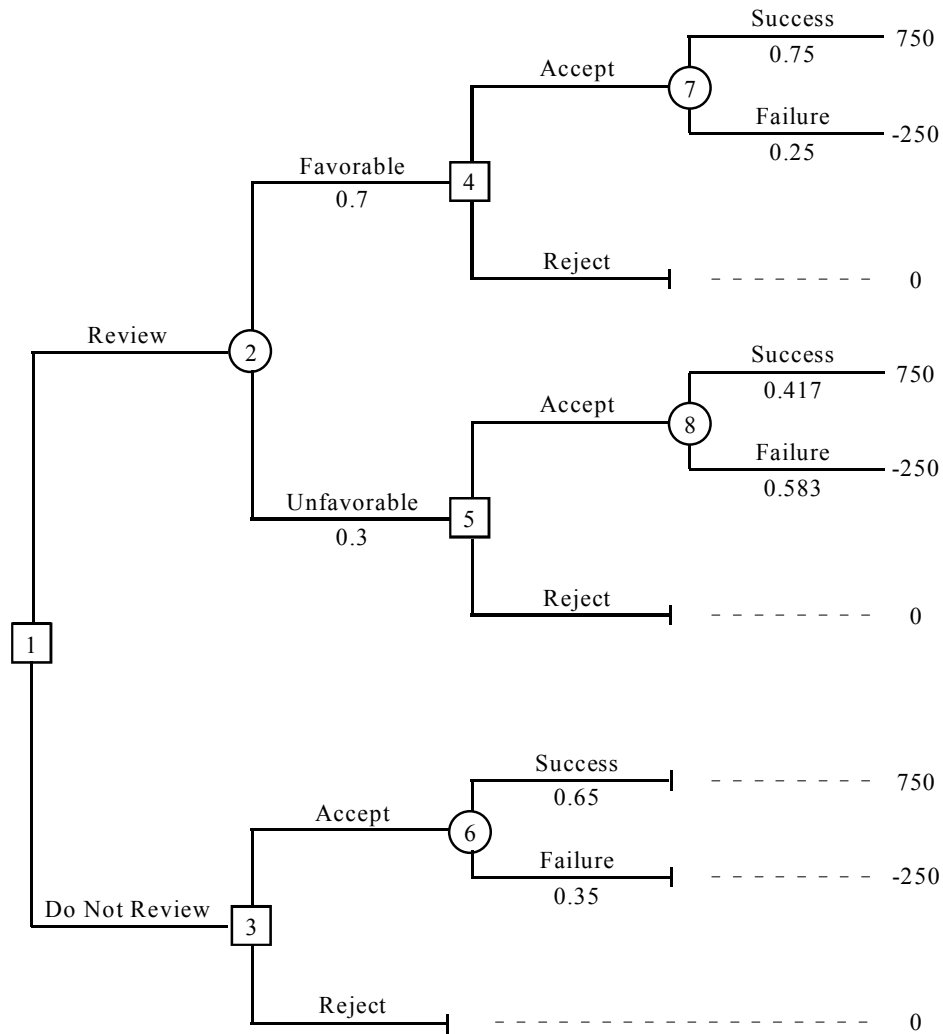 Success
750
0.75
Accept
7
Failure
-250
0.25
Favorable
4
0.7
Reject
0
Review
2
Success
750
0.417
Accept
8
Failure
-250
0.583
Unfavorable
5
0.3
Reject
0
1
Success
750
0.65
Accept
6
Failure
-250
0.35
Do Not Review
3
Reject
0